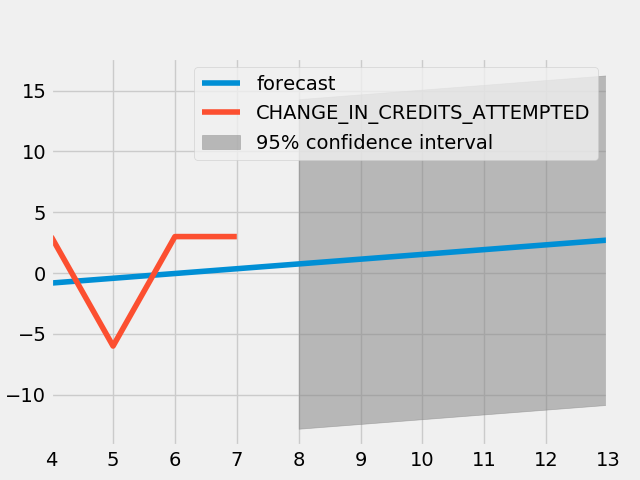 forecast
CHANGE_IN_CREDITS_ATTEMPTED
95% confidence interval
15
10
5
0
−5
−10
4 5 6 7 8 9 10 11 12 13